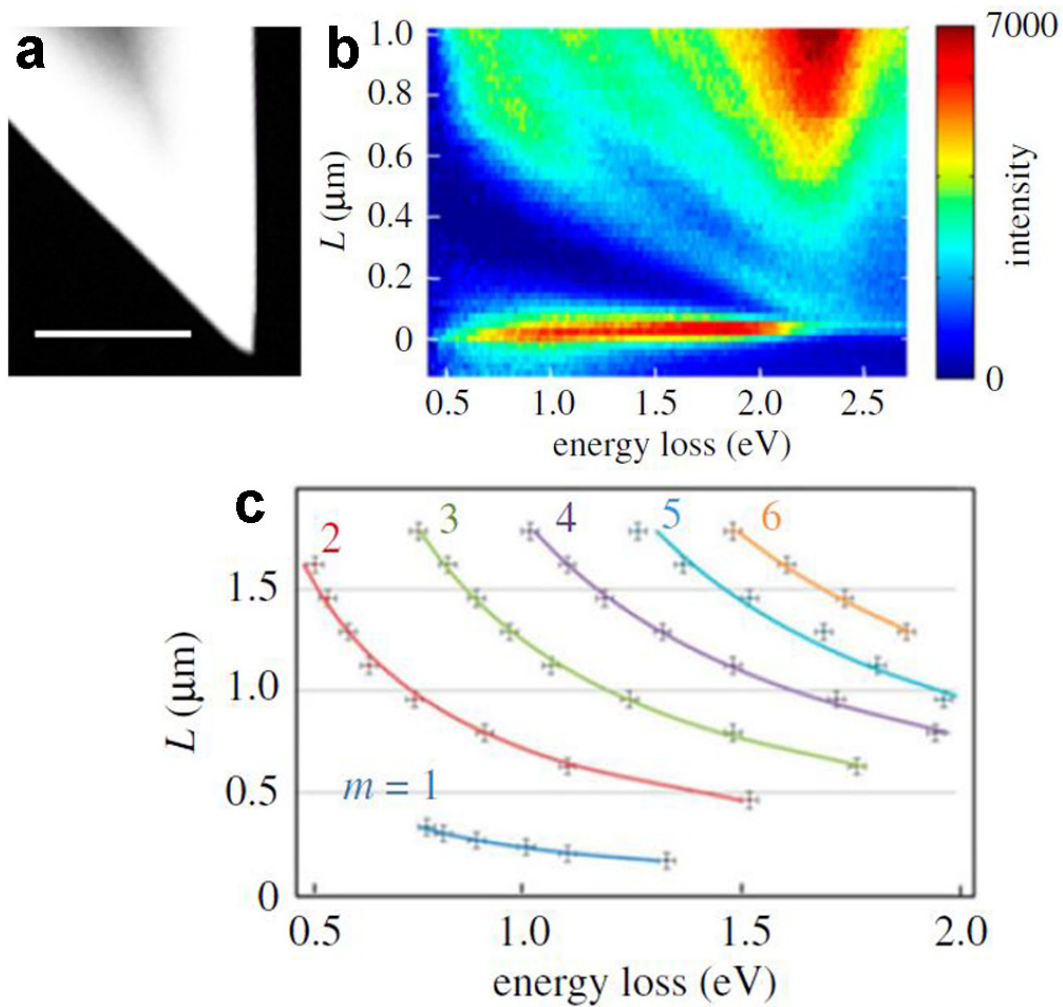 a
b
1.0
0.8
0.6
0.4
0.2
0
L (μm)
0.5 1.0 1.5 2.0 2.5
energy loss (eV)
7000
intensity
0
c
2 3 4 5 6
1.5
1.0
0.5
0
L (μm)
m = 1
0.5 1.0 1.5 2.0
energy loss (eV)